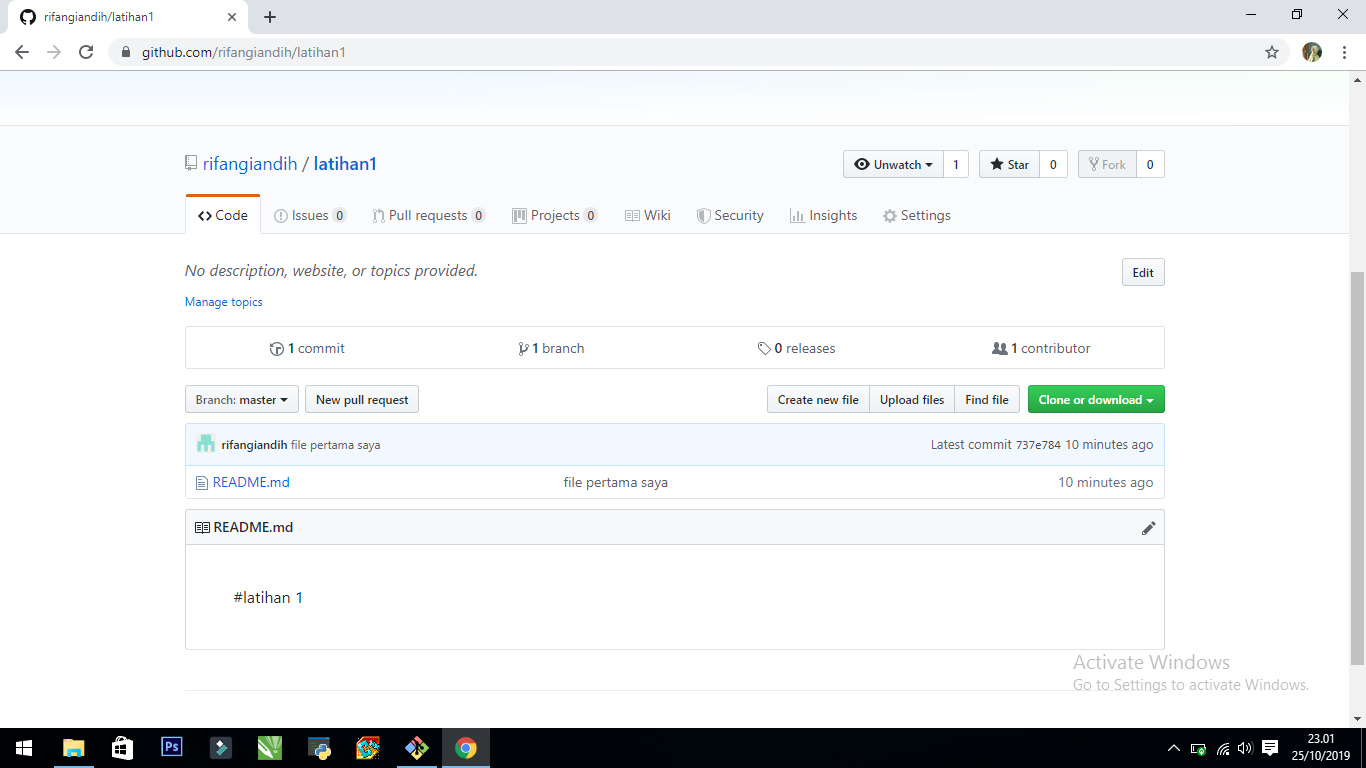 rifangiandih/latihan1
github.com/rifangiandih/latihan1
rifangiandih / latihan1
Unwatch 1 Star 0 Fork 0
Code Issues 0 Pull requests 0 Projects 0 Wiki Security Insights Settings
No description, website, or topics provided. Edit
Manage topics
1 commit 1 branch 0 releases 1 contributor
Branch: master New pull request Create new file Upload files Find file Clone or download
rifangiandih file pertama saya Latest commit 737e784 10 minutes ago
README.md file pertama saya 10 minutes ago
README.md
#latihan 1
Activate Windows
Go to Settings to activate Windows.
Ps
23.01
25/10/2019